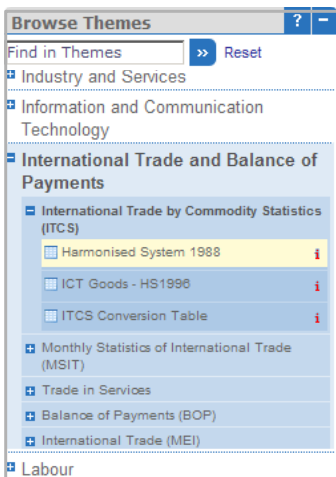 Browse Themes ? –
Find in Themes » Reset
Industry and Services
Information and Communication
Technology
International Trade and Balance of
Payments
International Trade by Commodity Statistics
(ITCS)
Harmonised System 1988 i
ICT Goods - HS1996 i
ITCS Conversion Table i
Monthly Statistics of International Trade
(MSIT)
Trade in Services
Balance of Payments (BOP)
International Trade (MEI)
Labour